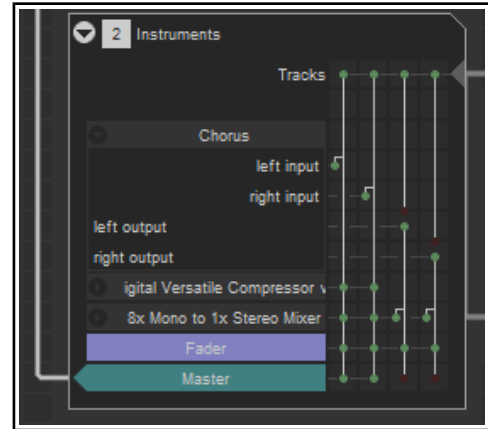 2 Instruments
Tracks
Chorus
left input
right input
left output
right output
igital Versatile Compressor v
8x Mono to 1x Stereo Mixer
Fader
Master